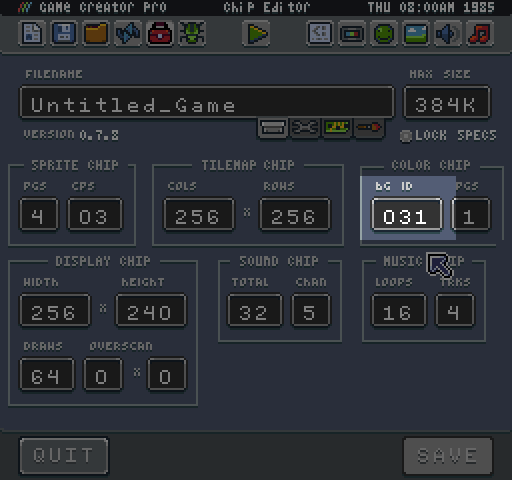 Game Creator Pro Chip Editor THU 08:00AM 1985
FILENAME MAX SIZE
Untitled_Game 384K
VERSION 0.7.8 LOCK SPECS
SPRITE CHIP TILEMAP CHIP COLOR CHIP
PGS CPS COLS ROWS BG ID PGS
4 03 256 x 256 031 1
DISPLAY CHIP SOUND CHIP MUSIC CHIP
WIDTH HEIGHT TOTAL CHAN LOOPS TRKS
256 x 240 32 5 16 4
DRAWS OVERSCAN
64 0 x 0
QUIT SAVE